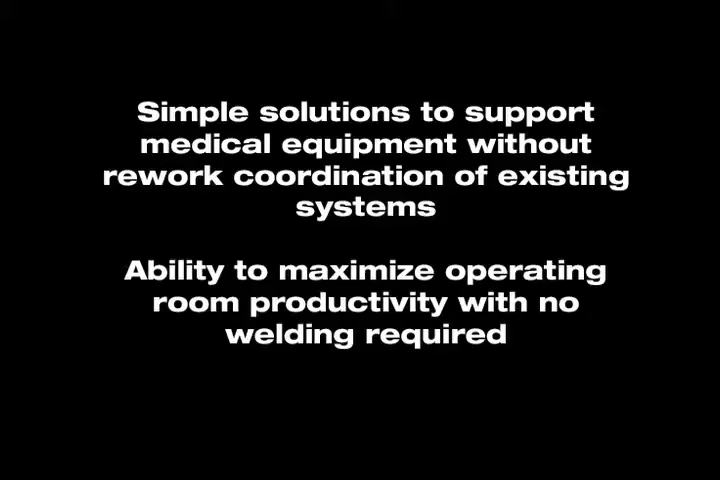 Simple solutions to support
medical equipment without
rework coordination of existing
systems
Ability to maximize operating
room productivity with no
welding required